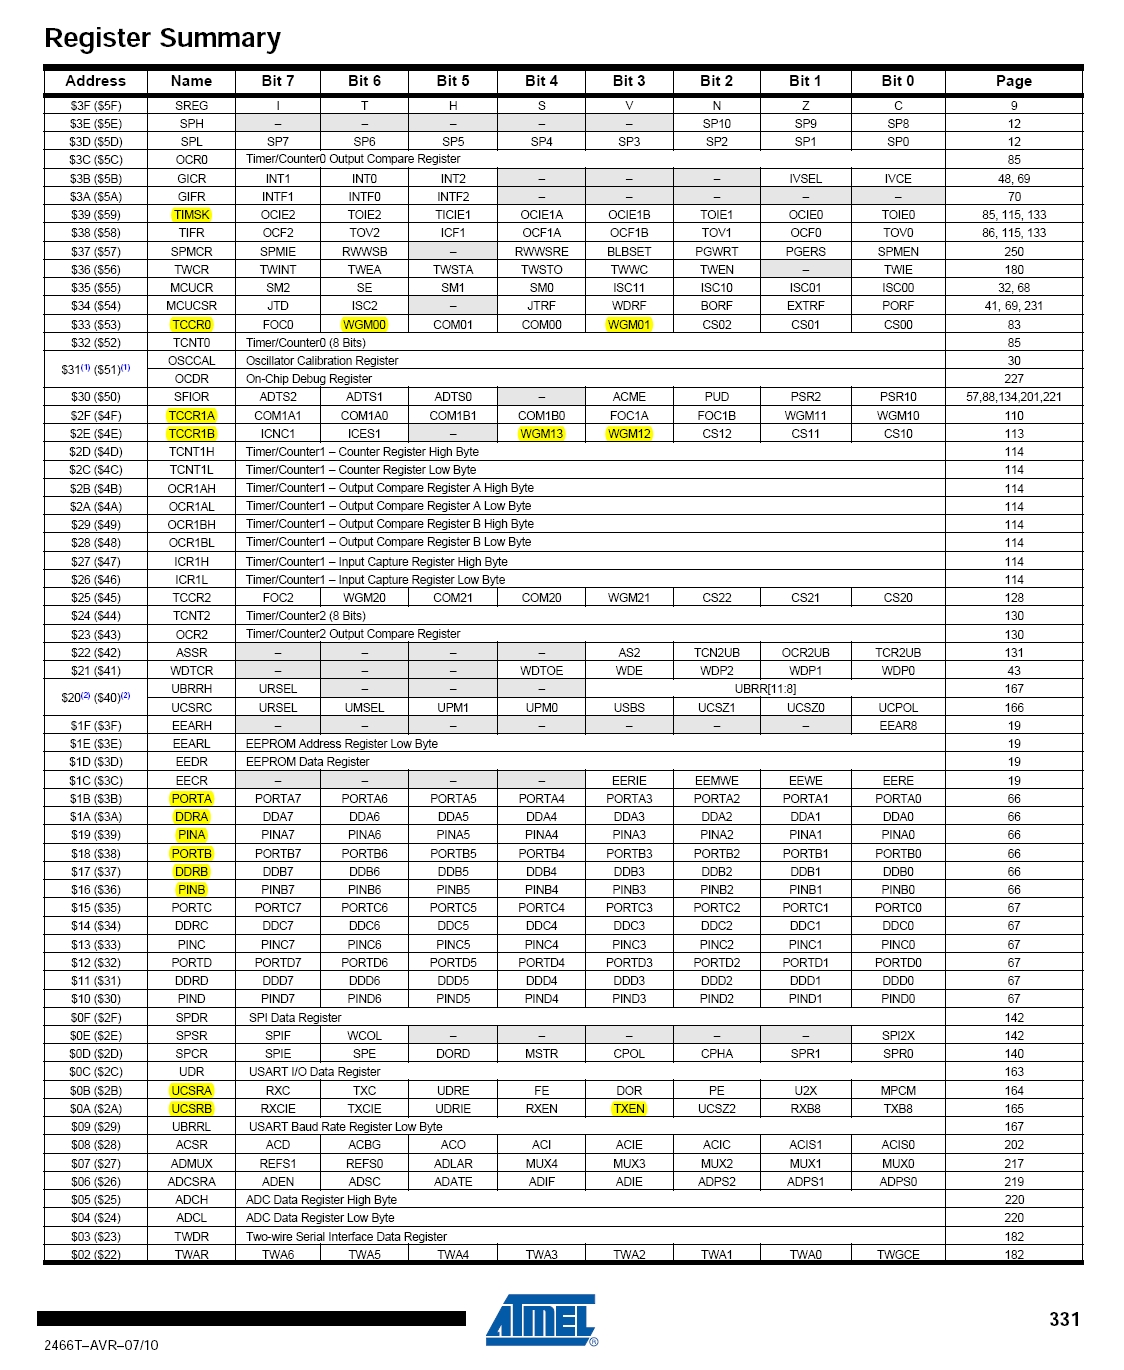 Register Summary
Address Name Bit 7 Bit 6 Bit 5 Bit 4 Bit 3 Bit 2 Bit 1 Bit 0 Page
$3F ($5F) SREG I T H S V N Z C 9
$3E ($5E) SPH – – – – – SP10 SP9 SP8 12
$3D ($5D) SPL SP7 SP6 SP5 SP4 SP3 SP2 SP1 SP0 12
$3C ($5C) OCR0 Timer/Counter0 Output Compare Register 85
$3B ($5B) GICR INT1 INT0 INT2 – – – IVSEL IVCE 48, 69
$3A ($5A) GIFR INTF1 INTF0 INTF2 – – – – – 70
$39 ($59) TIMSK OCIE2 TOIE2 TICIE1 OCIE1A OCIE1B TOIE1 OCIE0 TOIE0 85, 115, 133
$38 ($58) TIFR OCF2 TOV2 ICF1 OCF1A OCF1B TOV1 OCF0 TOV0 86, 115, 133
$37 ($57) SPMCR SPMIE RWWSB – RWWSRE BLBSET PGWRT PGERS SPMEN 250
$36 ($56) TWCR TWINT TWEA TWSTA TWSTO TWWC TWEN – TWIE 180
$35 ($55) MCUCR SM2 SE SM1 SM0 ISC11 ISC10 ISC01 ISC00 32, 68
$34 ($54) MCUCSR JTD ISC2 – JTRF WDRF BORF EXTRF PORF 41, 69, 231
$33 ($53) TCCR0 FOC0 WGM00 COM01 COM00 WGM01 CS02 CS01 CS00 83
$32 ($52) TCNT0 Timer/Counter0 (8 Bits) 85
$31(1) ($51)(1) OSCCAL Oscillator Calibration Register 30
OCDR On-Chip Debug Register 227
$30 ($50) SFIOR ADTS2 ADTS1 ADTS0 – ACME PUD PSR2 PSR10 57,88,134,201,221
$2F ($4F) TCCR1A COM1A1 COM1A0 COM1B1 COM1B0 FOC1A FOC1B WGM11 WGM10 110
$2E ($4E) TCCR1B ICNC1 ICES1 – WGM13 WGM12 CS12 CS11 CS10 113
$2D ($4D) TCNT1H Timer/Counter1 – Counter Register High Byte 114
$2C ($4C) TCNT1L Timer/Counter1 – Counter Register Low Byte 114
$2B ($4B) OCR1AH Timer/Counter1 – Output Compare Register A High Byte 114
$2A ($4A) OCR1AL Timer/Counter1 – Output Compare Register A Low Byte 114
$29 ($49) OCR1BH Timer/Counter1 – Output Compare Register B High Byte 114
$28 ($48) OCR1BL Timer/Counter1 – Output Compare Register B Low Byte 114
$27 ($47) ICR1H Timer/Counter1 – Input Capture Register High Byte 114
$26 ($46) ICR1L Timer/Counter1 – Input Capture Register Low Byte 114
$25 ($45) TCCR2 FOC2 WGM20 COM21 COM20 WGM21 CS22 CS21 CS20 128
$24 ($44) TCNT2 Timer/Counter2 (8 Bits) 130
$23 ($43) OCR2 Timer/Counter2 Output Compare Register 130
$22 ($42) ASSR – – – – AS2 TCN2UB OCR2UB TCR2UB 131
$21 ($41) WDTCR – – – WDTOE WDE WDP2 WDP1 WDP0 43
$20(2) ($40)(2) UBRRH URSEL – – – UBRR[11:8] 167
UCSRC URSEL UMSEL UPM1 UPM0 USBS UCSZ1 UCSZ0 UCPOL 166
$1F ($3F) EEARH – – – – – – – EEAR8 19
$1E ($3E) EEARL EEPROM Address Register Low Byte 19
$1D ($3D) EEDR EEPROM Data Register 19
$1C ($3C) EECR – – – – EERIE EEMWE EEWE EERE 19
$1B ($3B) PORTA PORTA7 PORTA6 PORTA5 PORTA4 PORTA3 PORTA2 PORTA1 PORTA0 66
$1A ($3A) DDRA DDA7 DDA6 DDA5 DDA4 DDA3 DDA2 DDA1 DDA0 66
$19 ($39) PINA PINA7 PINA6 PINA5 PINA4 PINA3 PINA2 PINA1 PINA0 66
$18 ($38) PORTB PORTB7 PORTB6 PORTB5 PORTB4 PORTB3 PORTB2 PORTB1 PORTB0 66
$17 ($37) DDRB DDB7 DDB6 DDB5 DDB4 DDB3 DDB2 DDB1 DDB0 66
$16 ($36) PINB PINB7 PINB6 PINB5 PINB4 PINB3 PINB2 PINB1 PINB0 66
$15 ($35) PORTC PORTC7 PORTC6 PORTC5 PORTC4 PORTC3 PORTC2 PORTC1 PORTC0 67
$14 ($34) DDRC DDC7 DDC6 DDC5 DDC4 DDC3 DDC2 DDC1 DDC0 67
$13 ($33) PINC PINC7 PINC6 PINC5 PINC4 PINC3 PINC2 PINC1 PINC0 67
$12 ($32) PORTD PORTD7 PORTD6 PORTD5 PORTD4 PORTD3 PORTD2 PORTD1 PORTD0 67
$11 ($31) DDRD DDD7 DDD6 DDD5 DDD4 DDD3 DDD2 DDD1 DDD0 67
$10 ($30) PIND PIND7 PIND6 PIND5 PIND4 PIND3 PIND2 PIND1 PIND0 67
$0F ($2F) SPDR SPI Data Register 142
$0E ($2E) SPSR SPIF WCOL – – – – – SPI2X 142
$0D ($2D) SPCR SPIE SPE DORD MSTR CPOL CPHA SPR1 SPR0 140
$0C ($2C) UDR USART I/O Data Register 163
$0B ($2B) UCSRA RXC TXC UDRE FE DOR PE U2X MPCM 164
$0A ($2A) UCSRB RXCIE TXCIE UDRIE RXEN TXEN UCSZ2 RXB8 TXB8 165
$09 ($29) UBRRL USART Baud Rate Register Low Byte 167
$08 ($28) ACSR ACD ACBG ACO ACI ACIE ACIC ACIS1 ACIS0 202
$07 ($27) ADMUX REFS1 REFS0 ADLAR MUX4 MUX3 MUX2 MUX1 MUX0 217
$06 ($26) ADCSRA ADEN ADSC ADATE ADIF ADIE ADPS2 ADPS1 ADPS0 219
$05 ($25) ADCH ADC Data Register High Byte 220
$04 ($24) ADCL ADC Data Register Low Byte 220
$03 ($23) TWDR Two-wire Serial Interface Data Register 182
$02 ($22) TWAR TWA6 TWA5 TWA4 TWA3 TWA2 TWA1 TWA0 TWGCE 182
ATMEL ®
331
2466T–AVR–07/10